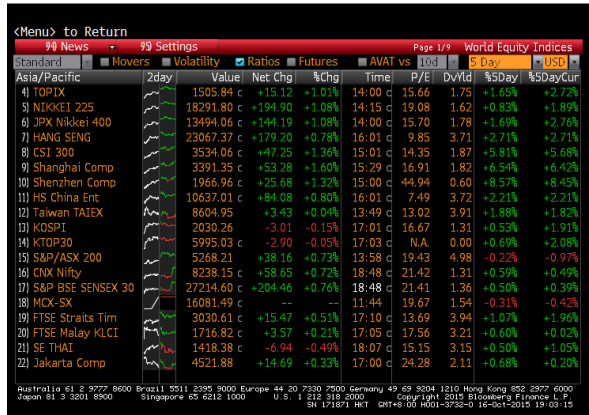 <Menu> to Return
94) News 95) Settings Page 1/9 World Equity Indices
Standard Movers Volatility Ratios Futures AVAT vs 10d 5 Day USD
Asia/Pacific 2day Value Net Chg %Chg Time P/E DvYld %5Day %5DayCur
4) TOPIX 1505.84 c +15.12 +1.01% 14:00 c 15.66 1.75 +1.65% +2.72%
5) NIKKEI 225 18291.80 c +194.90 +1.08% 14:15 c 19.08 1.62 +0.83% +1.89%
6) JPX Nikkei 400 13494.06 c +144.19 +1.08% 14:00 c 15.70 1.78 +1.69% +2.76%
7) HANG SENG 23067.37 c +179.20 +0.78% 16:01 c 9.85 3.71 +2.71% +2.71%
8) CSI 300 3534.06 c +47.25 +1.36% 15:01 c 14.35 1.87 +5.81% +5.68%
9) Shanghai Comp 3391.35 c +53.28 +1.60% 15:29 c 16.91 1.82 +6.54% +6.42%
10) Shenzhen Comp 1966.96 c +25.68 +1.32% 15:00 c 44.94 0.60 +8.57% +8.45%
11) HS China Ent 10637.01 c +84.08 +0.80% 16:01 c 7.49 3.72 +2.21% +2.21%
12) Taiwan TAIEX 8604.95 +3.43 +0.04% 13:49 c 13.02 3.91 +1.88% +1.82%
13) KOSPI 2030.26 -3.01 -0.15% 17:01 c 16.67 1.31 +0.53% +1.91%
14) KTOP30 5995.03 c -2.90 -0.05% 17:03 c N.A. 0.00 +0.69% +2.08%
15) S&P/ASX 200 5268.21 +38.16 +0.73% 13:58 c 19.43 4.98 -0.22% -0.97%
16) CNX Nifty 8238.15 c +58.65 +0.72% 18:48 c 21.42 1.31 +0.59% +0.49%
17) S&P BSE SENSEX 30 27214.60 c +204.46 +0.76% 18:48 c 21.41 1.36 +0.50% +0.39%
18) MCX-SX 16081.49 c -- -- 11:44 19.67 1.54 -0.31% -0.42%
19) FTSE Straits Tim 3030.61 c +15.47 +0.51% 17:10 c 13.69 3.94 +1.07% +1.96%
20) FTSE Malay KLCI 1716.82 c +3.57 +0.21% 17:05 c 17.56 3.21 +0.60% +0.02%
21) SE THAI 1418.38 c -6.94 -0.49% 18:07 c 15.15 3.15 +0.50% +1.05%
22) Jakarta Comp 4521.88 +14.69 +0.33% 17:00 c 24.28 2.11 +0.68% +0.20%
Australia 61 2 9777 8600 Brazil 5511 2395 9000 Europe 44 20 7330 7500 Germany 49 69 9204 1210 Hong Kong 852 2977 6000
Japan 81 3 3201 8900 Singapore 65 6212 1000 U.S. 1 212 318 2000 Copyright 2015 Bloomberg Finance L.P.
SN 171871 HKT GMT+8:00 H001-3732-0 16-Oct-2015 19:03:15